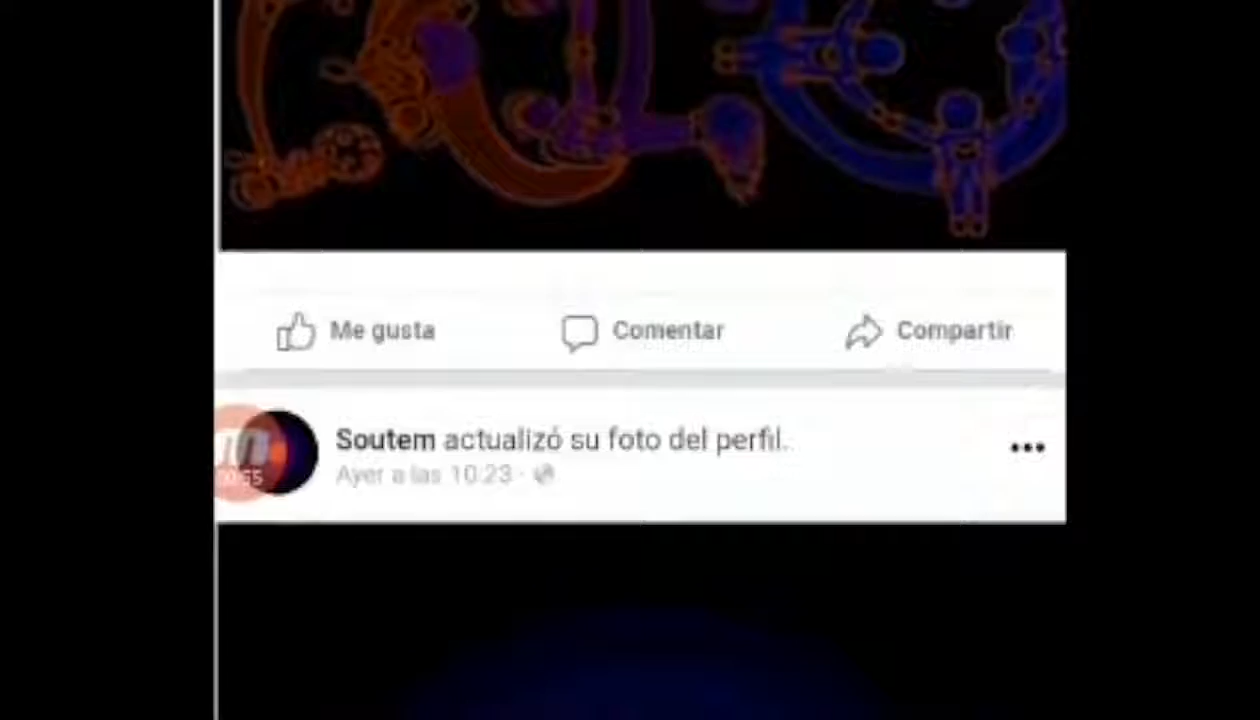 Me gusta
Comentar
Compartir
Soutem actualizó su foto del perfil.
Ayer a las 10:23 ·